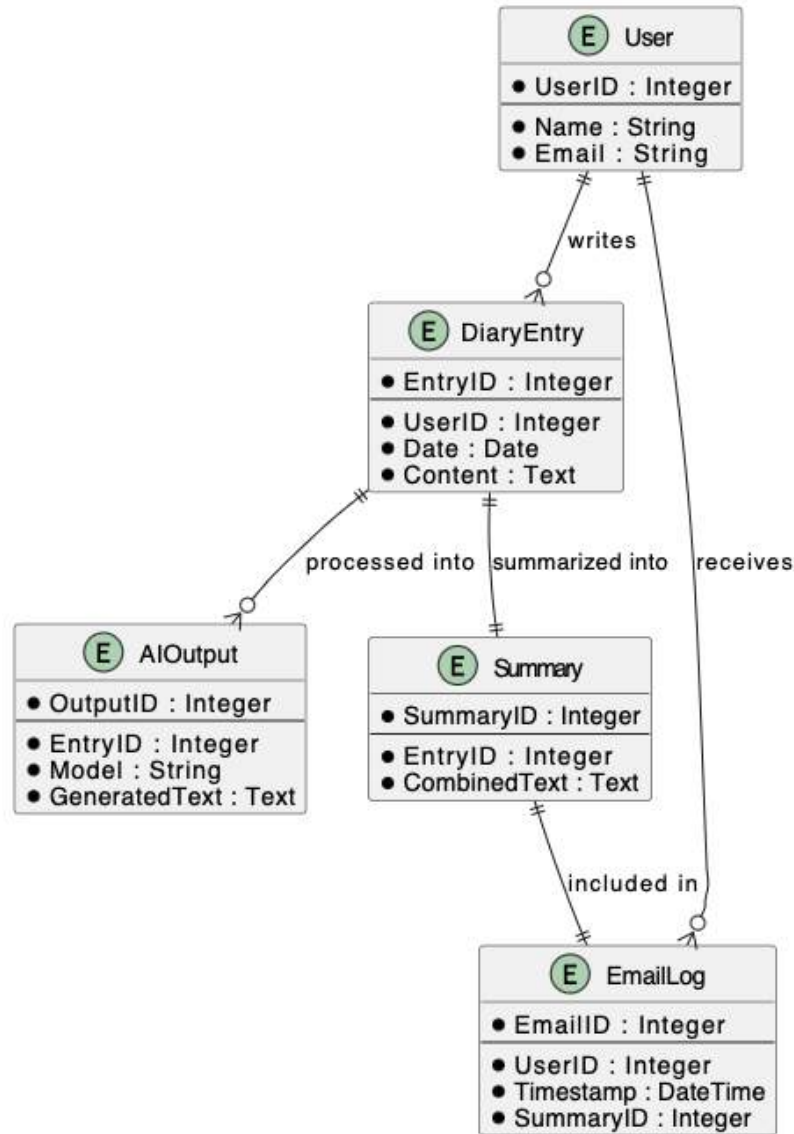 E User
UserID : Integer
Name : String
Email : String
writes
E DiaryEntry
EntryID : Integer
UserID : Integer
Date : Date
Content : Text
processed into
summarized into
receives
E AIOutput
OutputID : Integer
EntryID : Integer
Model : String
GeneratedText : Text
E Summary
SummaryID : Integer
EntryID : Integer
CombinedText : Text
included in
E EmailLog
EmailID : Integer
UserID : Integer
Timestamp : DateTime
SummaryID : Integer